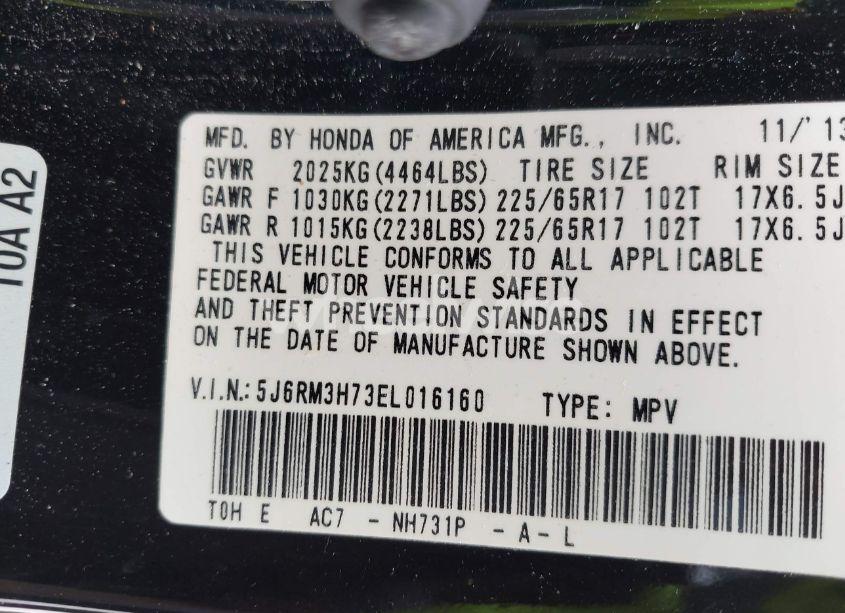 MFD. BY HONDA OF AMERICA MFG., INC. 11/'13
GVWR 2025KG(4464LBS) TIRE SIZE RIM SIZE
GAWR F 1030KG(2271LBS) 225/65R17 102T 17X6.5J
GAWR R 1015KG(2238LBS) 225/65R17 102T 17X6.5J
THIS VEHICLE CONFORMS TO ALL APPLICABLE
FEDERAL MOTOR VEHICLE SAFETY
AND THEFT PREVENTION STANDARDS IN EFFECT
ON THE DATE OF MANUFACTURE SHOWN ABOVE.
V.I.N.: 5J6RM3H73EL016160 TYPE: MPV
T0H E AC7 - NH731P - A - L
T0A A2